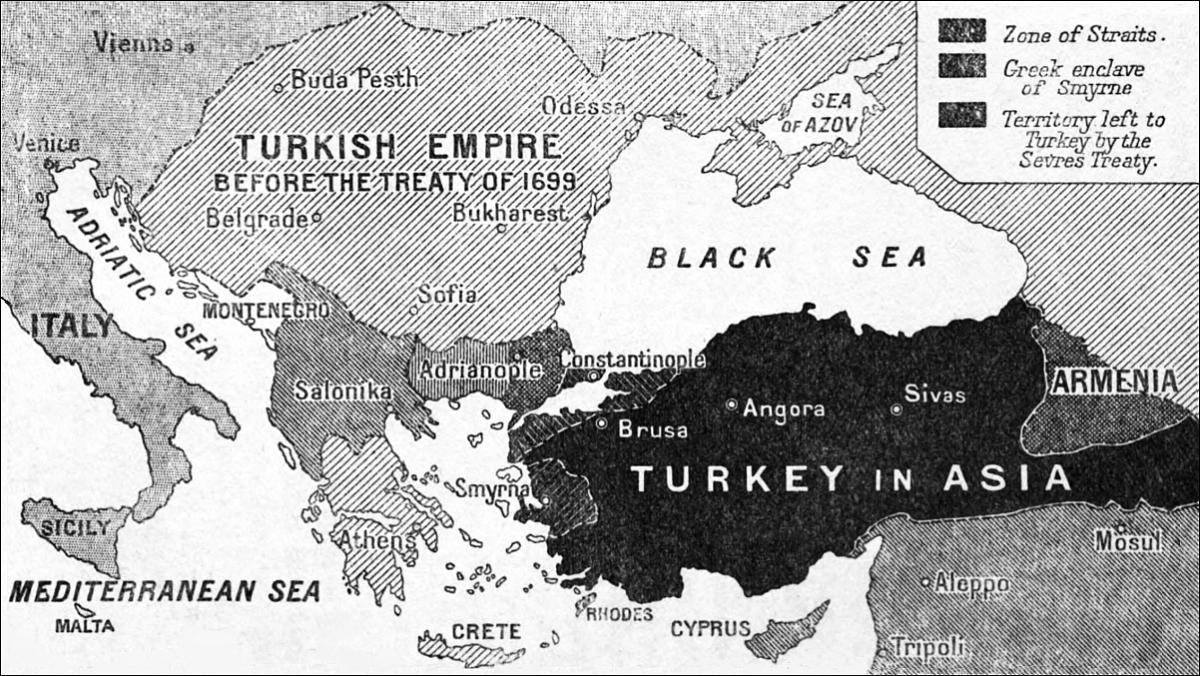 Zone of Straits.
Greek enclave
of Smyrne
Territory left to
Turkey by the
Sevres Treaty.
Vienna
Buda Pesth
Odessa
SEA
OF AZOV
Venice
TURKISH EMPIRE
BEFORE THE TREATY OF 1699
Belgrade
Bukharest
ADRIATIC
SEA
BLACK SEA
Sofia
MONTENEGRO
ITALY
Adrianople
Constantinople
Salonika
ARMENIA
Angora
Sivas
Brusa
TURKEY IN ASIA
Smyrna
SICILY
Athens
Mosul
MEDITERRANEAN SEA
Aleppo
MALTA
RHODES
CRETE
CYPRUS
Tripoli